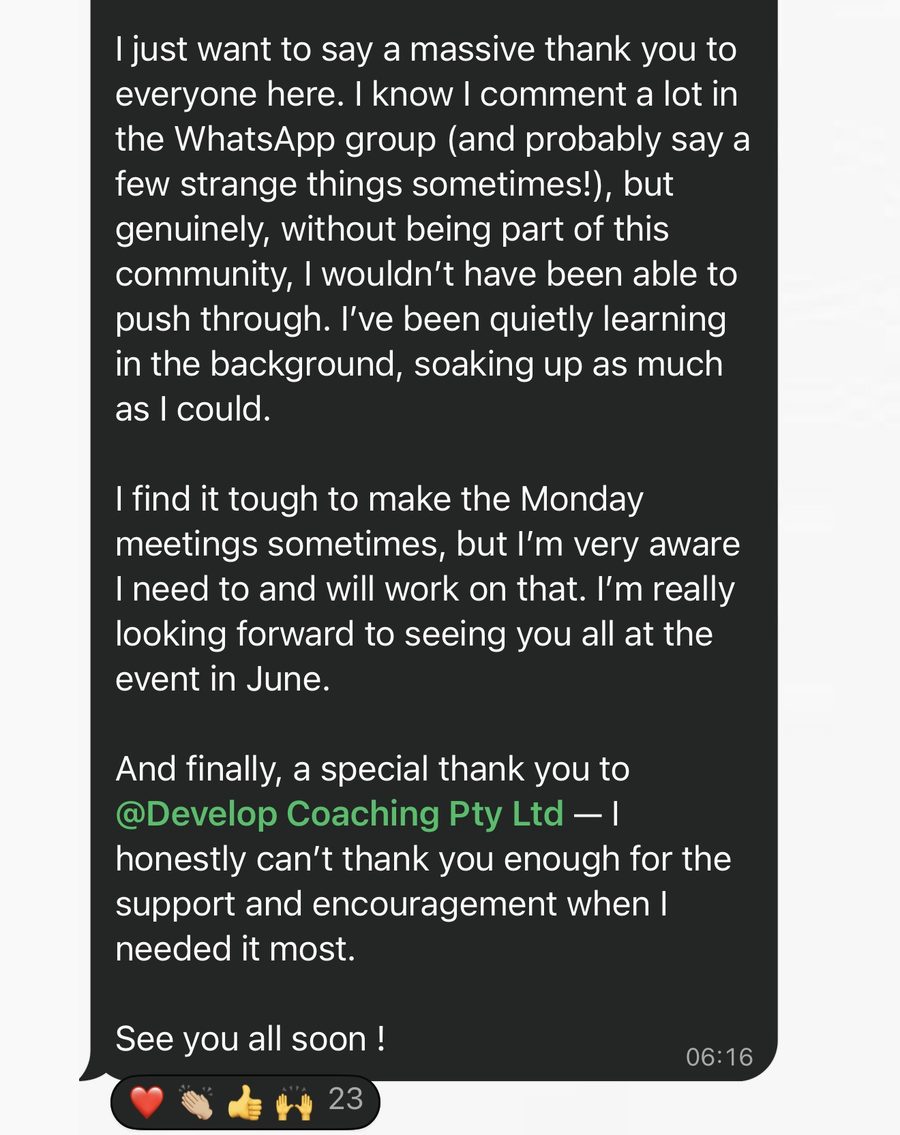 I just want to say a massive thank you to
everyone here. I know I comment a lot in
the WhatsApp group (and probably say a
few strange things sometimes!), but
genuinely, without being part of this
community, I wouldn’t have been able to
push through. I’ve been quietly learning
in the background, soaking up as much
as I could.
I find it tough to make the Monday
meetings sometimes, but I’m very aware
I need to and will work on that. I’m really
looking forward to seeing you all at the
event in June.
And finally, a special thank you to
@Develop Coaching Pty Ltd — I
honestly can’t thank you enough for the
support and encouragement when I
needed it most.
See you all soon !
06:16
❤️ 👏🏼 👍 🙌 23